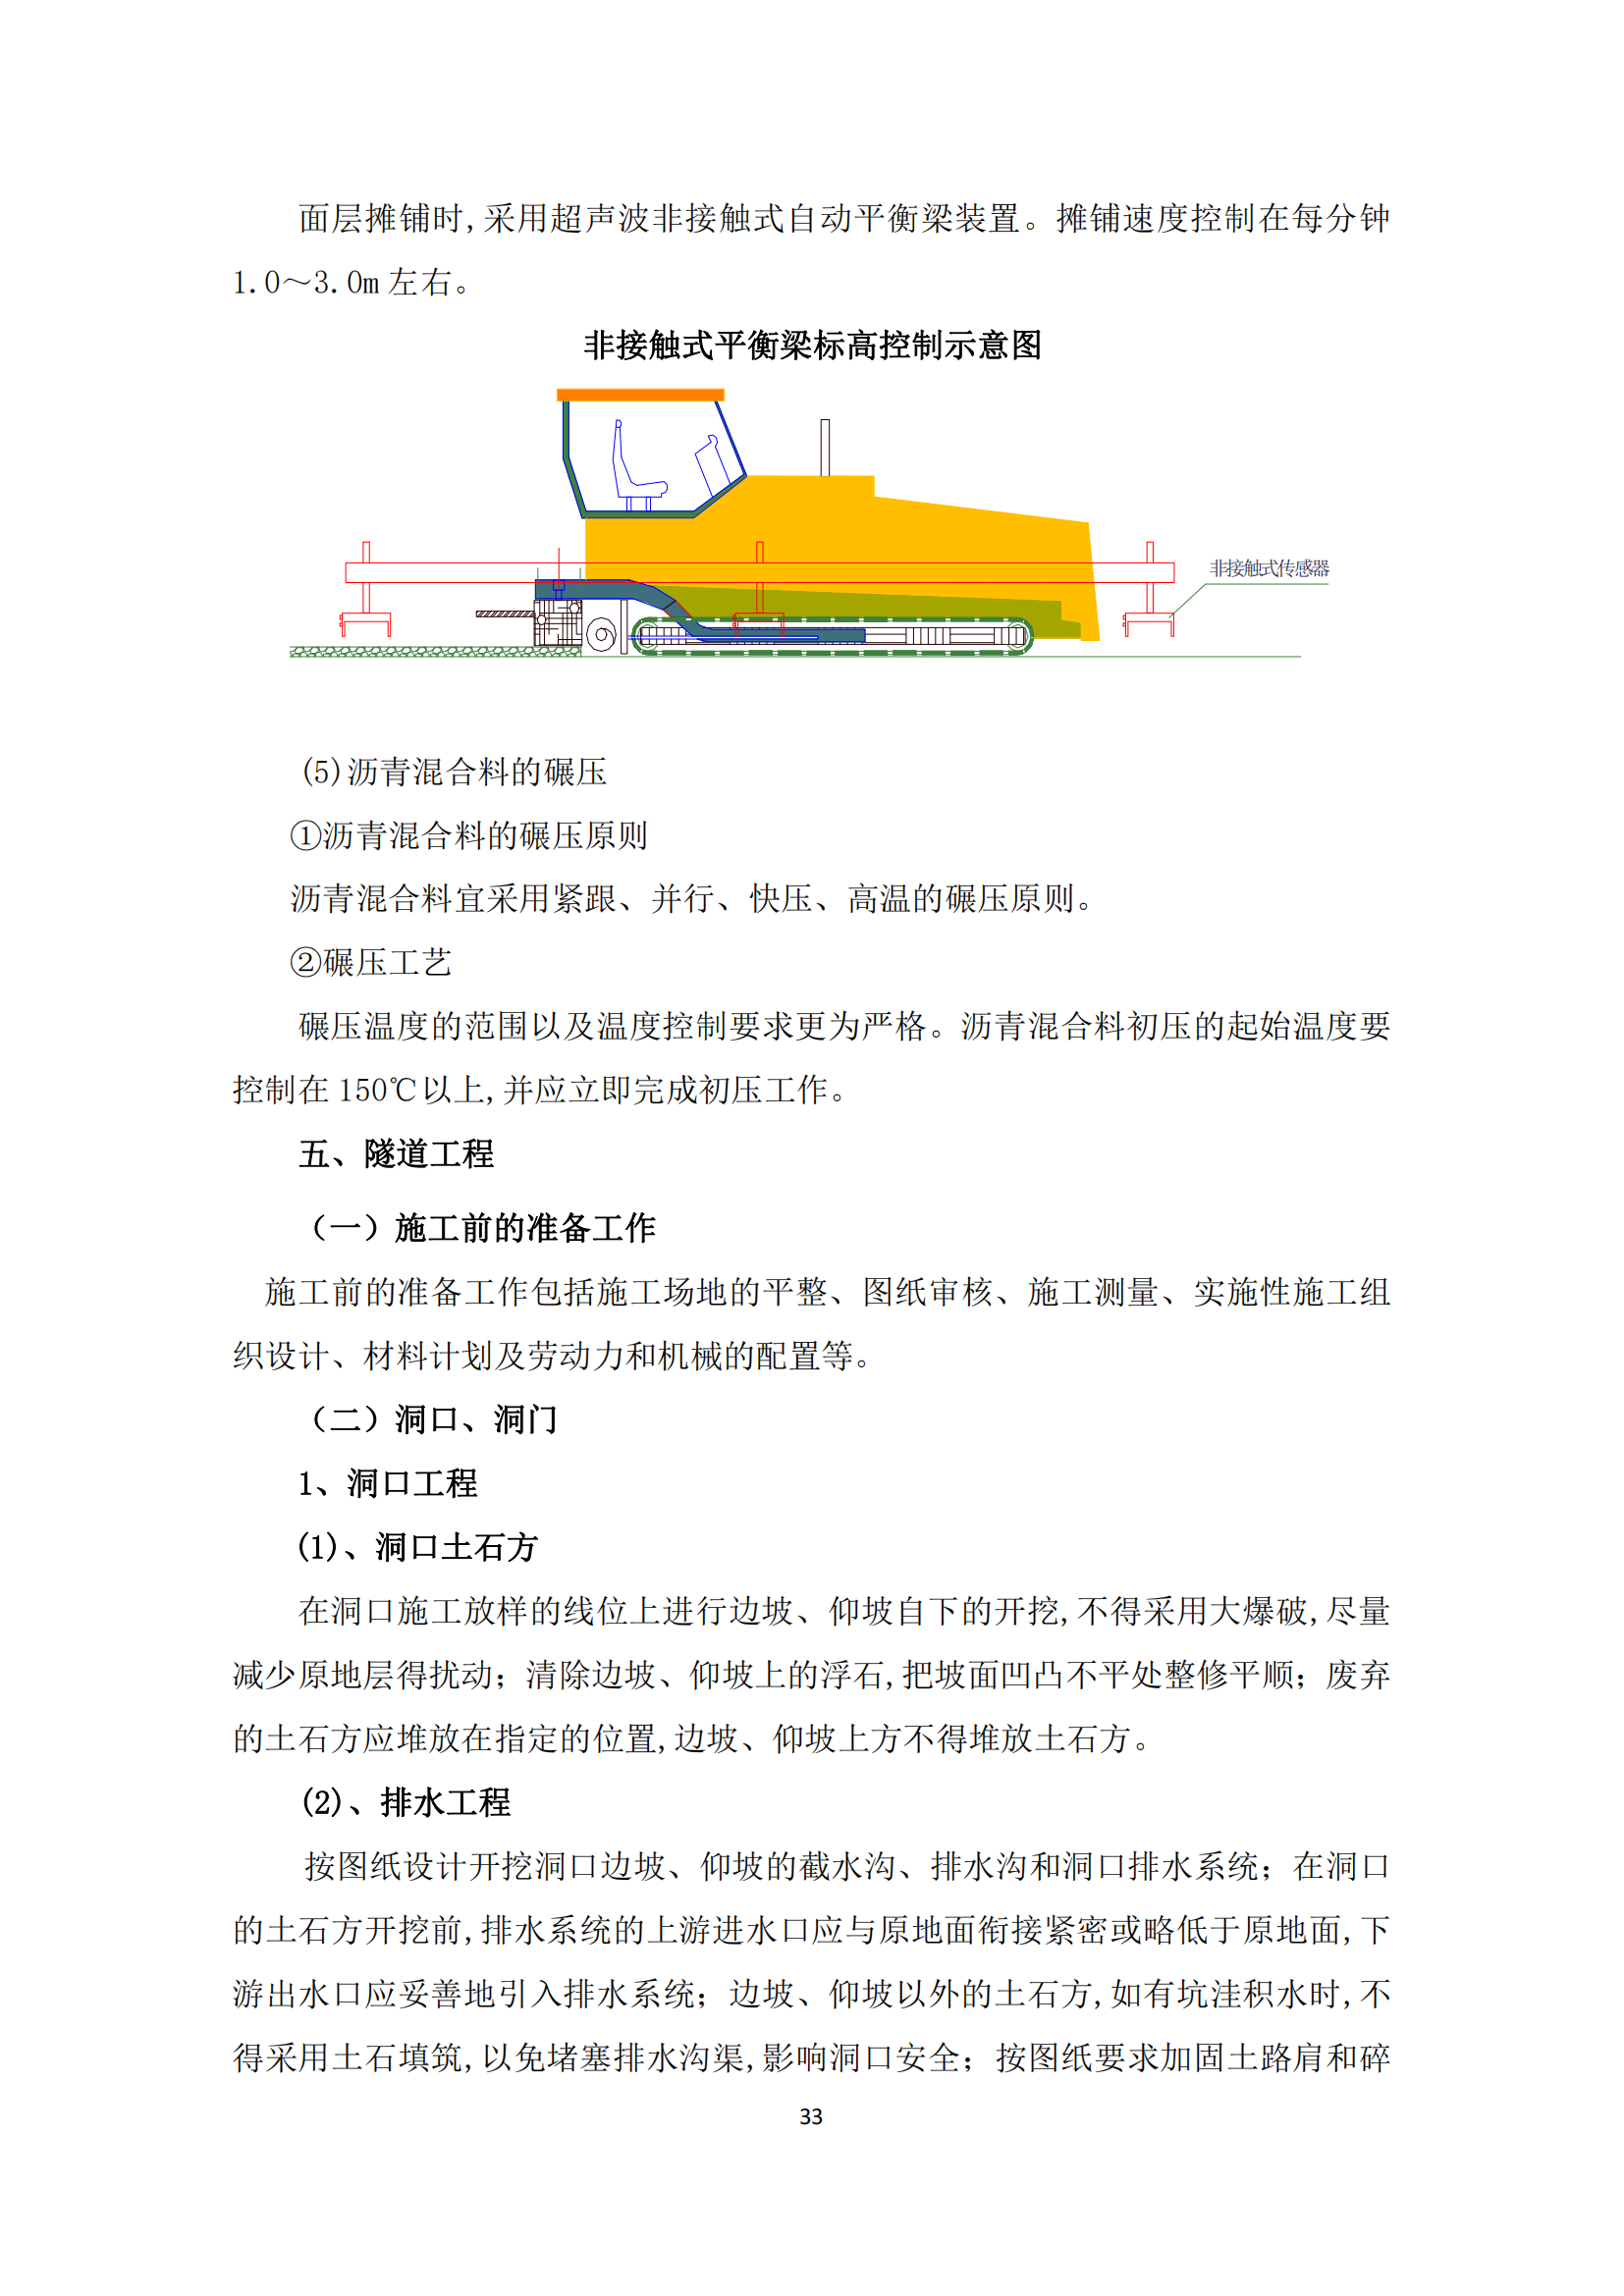 面层摊铺时,采用超声波非接触式自动平衡梁装置。摊铺速度控制在每分钟
1.0～3.0m 左右。
非接触式平衡梁标高控制示意图
非接触式传感器
(5)沥青混合料的碾压
①沥青混合料的碾压原则
沥青混合料宜采用紧跟、并行、快压、高温的碾压原则。
②碾压工艺
碾压温度的范围以及温度控制要求更为严格。沥青混合料初压的起始温度要
控制在 150℃以上,并应立即完成初压工作。
五、隧道工程
（一）施工前的准备工作
施工前的准备工作包括施工场地的平整、图纸审核、施工测量、实施性施工组
织设计、材料计划及劳动力和机械的配置等。
（二）洞口、洞门
1、洞口工程
(1)、洞口土石方
在洞口施工放样的线位上进行边坡、仰坡自下的开挖,不得采用大爆破,尽量
减少原地层得扰动；清除边坡、仰坡上的浮石,把坡面凹凸不平处整修平顺；废弃
的土石方应堆放在指定的位置,边坡、仰坡上方不得堆放土石方。
(2)、排水工程
按图纸设计开挖洞口边坡、仰坡的截水沟、排水沟和洞口排水系统；在洞口
的土石方开挖前,排水系统的上游进水口应与原地面衔接紧密或略低于原地面,下
游出水口应妥善地引入排水系统；边坡、仰坡以外的土石方,如有坑洼积水时,不
得采用土石填筑,以免堵塞排水沟渠,影响洞口安全；按图纸要求加固土路肩和碎
33